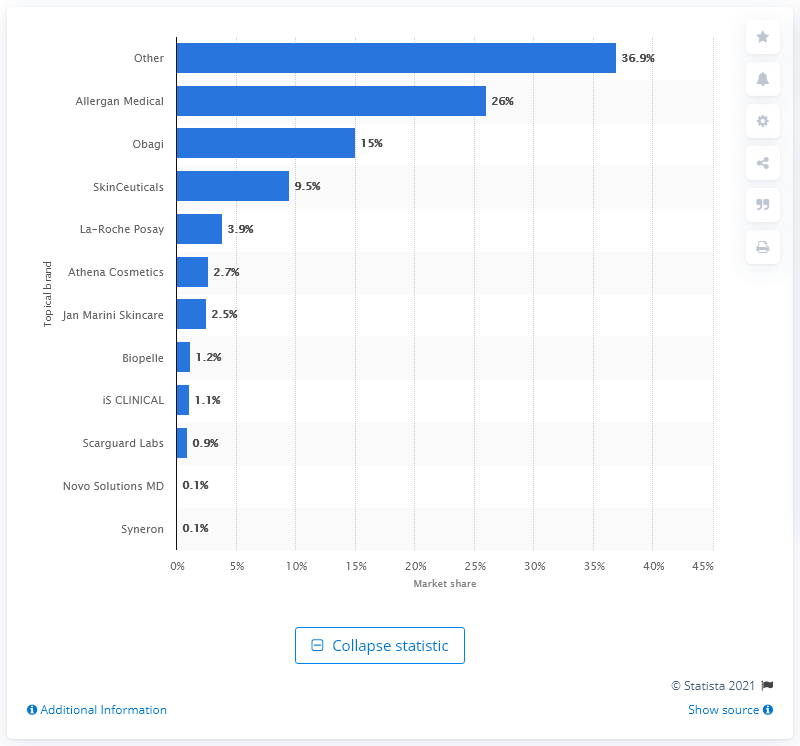 Other 36.9%
Allergan Medical 26%
Obagi 15%
SkinCeuticals 9.5%
La-Roche Posay 3.9%
Athena Cosmetics 2.7%
Jan Marini Skincare 2.5%
Biopelle 1.2%
iS CLINICAL 1.1%
Scarguard Labs 0.9%
Novo Solutions MD 0.1%
Syneron 0.1%
Topical brand
0% 5% 10% 15% 20% 25% 30% 35% 40% 45%
Market share
Collapse statistic
© Statista 2021
Additional Information Show source